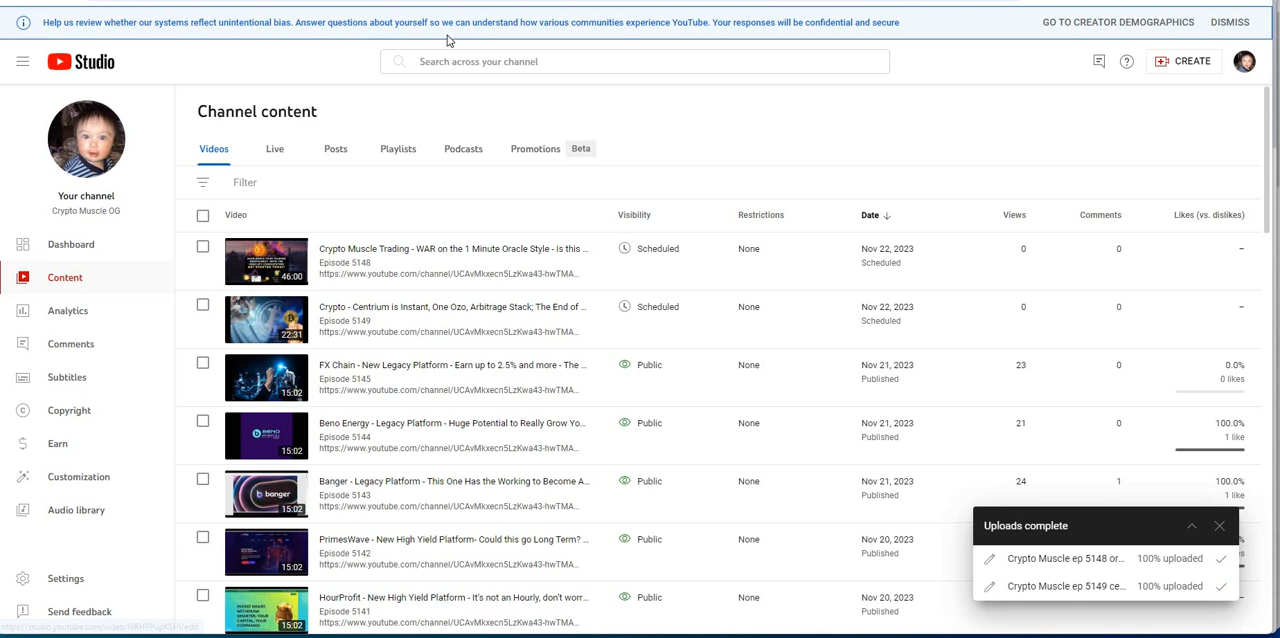 Help us review whether our systems reflect unintentional bias. Answer questions about yourself so we can understand how various communities experience YouTube. Your responses will be confidential and secure
GO TO CREATOR DEMOGRAPHICS
DISMISS
Studio
Search across your channel
CREATE
Your channel
Crypto Muscle OG
Dashboard
Content
Analytics
Comments
Subtitles
Copyright
Earn
Customization
Audio library
Settings
Send feedback
Channel content
Videos Live Posts Playlists Podcasts Promotions Beta
Filter
Video Visibility Restrictions Date Views Comments Likes (vs. dislikes)
46:00
Crypto Muscle Trading - WAR on the 1 Minute Oracle Style - Is this ...
Episode 5148
https://www.youtube.com/channel/UCAvMkxecn5LzKwa43-hwTMA...
Scheduled None Nov 22, 2023 0 0 –
Scheduled
22:31
Crypto - Centrium is Instant, One Ozo, Arbitrage Stack; The End of ...
Episode 5149
https://www.youtube.com/channel/UCAvMkxecn5LzKwa43-hwTMA...
Scheduled None Nov 22, 2023 0 0 –
Scheduled
15:02
FX Chain - New Legacy Platform - Earn up to 2.5% and more - The ...
Episode 5145
https://www.youtube.com/channel/UCAvMkxecn5LzKwa43-hwTMA...
Public None Nov 21, 2023 23 0 0.0%
Published 0 likes
BENO
15:02
Beno Energy - Legacy Platform - Huge Potential to Really Grow Yo...
Episode 5144
https://www.youtube.com/channel/UCAvMkxecn5LzKwa43-hwTMA...
Public None Nov 21, 2023 21 0 100.0%
Published 1 like
banger
15:02
Banger - Legacy Platform - This One Has the Working to Become A...
Episode 5143
https://www.youtube.com/channel/UCAvMkxecn5LzKwa43-hwTMA...
Public None Nov 21, 2023 24 1 100.0%
Published 1 like
15:02
PrimesWave - New High Yield Platform- Could this go Long Term? ...
Episode 5142
https://www.youtube.com/channel/UCAvMkxecn5LzKwa43-hwTMA...
Public None Nov 20, 2023
Published
15:02
HourProfit - New High Yield Platform - It's not an Hourly, don't worr...
Episode 5141
https://www.youtube.com/channel/UCAvMkxecn5LzKwa43-hwTMA...
Public None Nov 20, 2023
Published
Uploads complete
Crypto Muscle ep 5148 or... 100% uploaded
Crypto Muscle ep 5149 ce... 100% uploaded